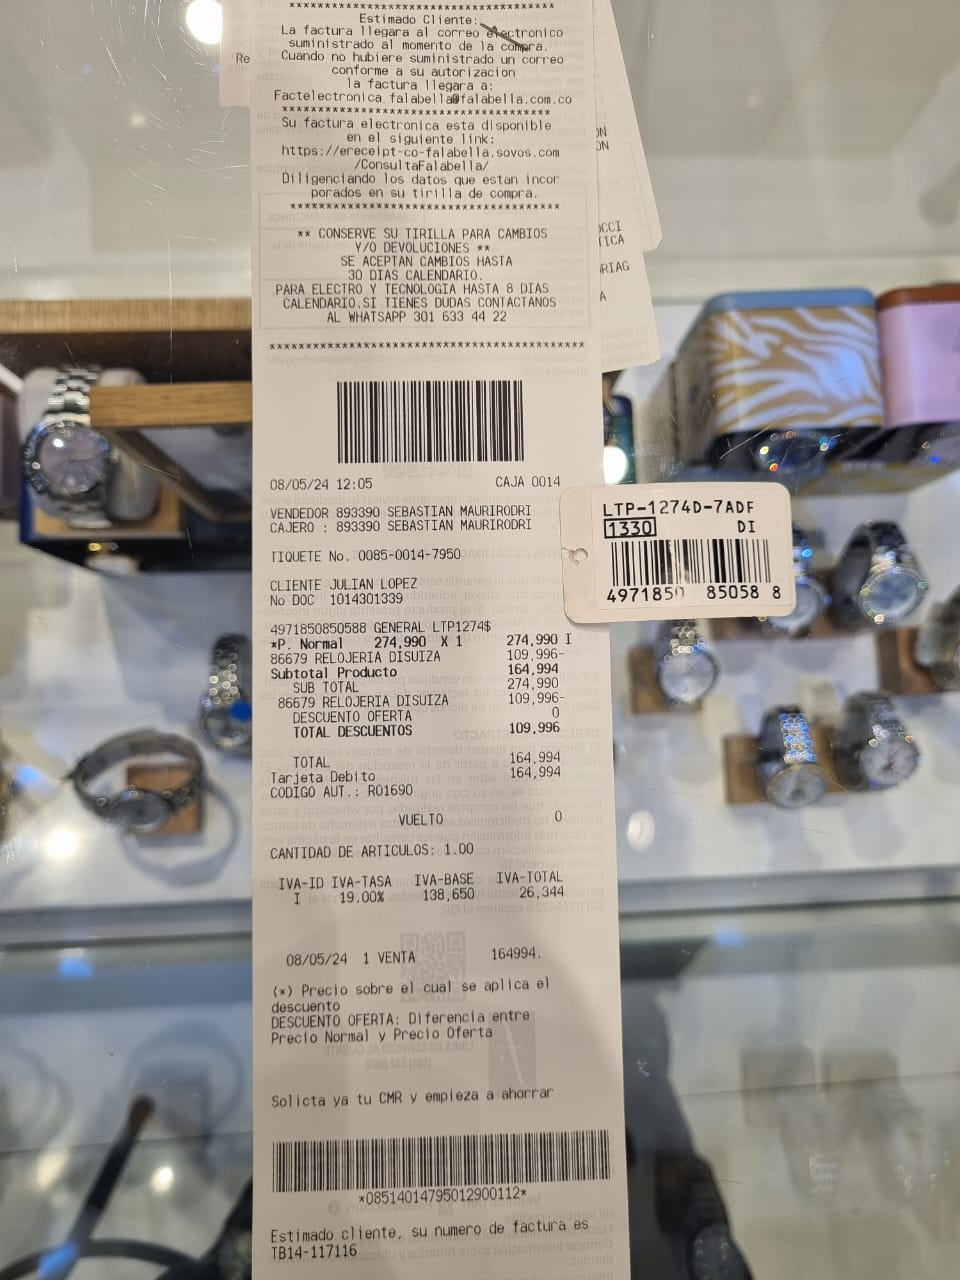 ******************************
Estimado Cliente:
La factura llegara al correo electronico
suministrado al momento de la compra.
Cuando no hubiere suministrado un correo
conforme a su autorizacion
la factura llegara a:
Factelectronica_falabella@falabella.com.co
******************************
Su factura electronica esta disponible
en el siguiente link:
https://ereceipt-co-falabella.sovos.com
/ConsultaFalabella/
Diligenciando los datos que estan incor
porados en su tirilla de compra.
******************************
** CONSERVE SU TIRILLA PARA CAMBIOS
Y/O DEVOLUCIONES **
SE ACEPTAN CAMBIOS HASTA
30 DIAS CALENDARIO.
PARA ELECTRO Y TECNOLOGIA HASTA 8 DIAS
CALENDARIO.SI TIENES DUDAS CONTACTANOS
AL WHATSAPP 301 633 44 22
***********************************
08/05/24 12:05 CAJA 0014
VENDEDOR 893390 SEBASTIAN MAURIRODRI
CAJERO : 893390 SEBASTIAN MAURIRODRI
TIQUETE No. 0085-0014-7950
CLIENTE JULIAN LOPEZ
No DOC 1014301339
4971850850588 GENERAL LTP1274$
*P. Normal 274,990 X 1 274,990 I
86679 RELOJERIA DISUIZA 109,996-
Subtotal Producto 164,994
SUB TOTAL 274,990
86679 RELOJERIA DISUIZA 109,996-
DESCUENTO OFERTA 0
TOTAL DESCUENTOS 109,996
TOTAL 164,994
Tarjeta Debito 164,994
CODIGO AUT.: R01690
VUELTO 0
CANTIDAD DE ARTICULOS: 1.00
IVA-ID IVA-TASA IVA-BASE IVA-TOTAL
I 19.00% 138,650 26,344
08/05/24 1 VENTA 164994.
(*) Precio sobre el cual se aplica el
descuento
DESCUENTO OFERTA: Diferencia entre
Precio Normal y Precio Oferta
Solicta ya tu CMR y empieza a ahorrar
*08514014795012900112*
Estimado cliente, su numero de factura es
TB14-117116
LTP-1274D-7ADF
1330 DI
4971850 85058 8